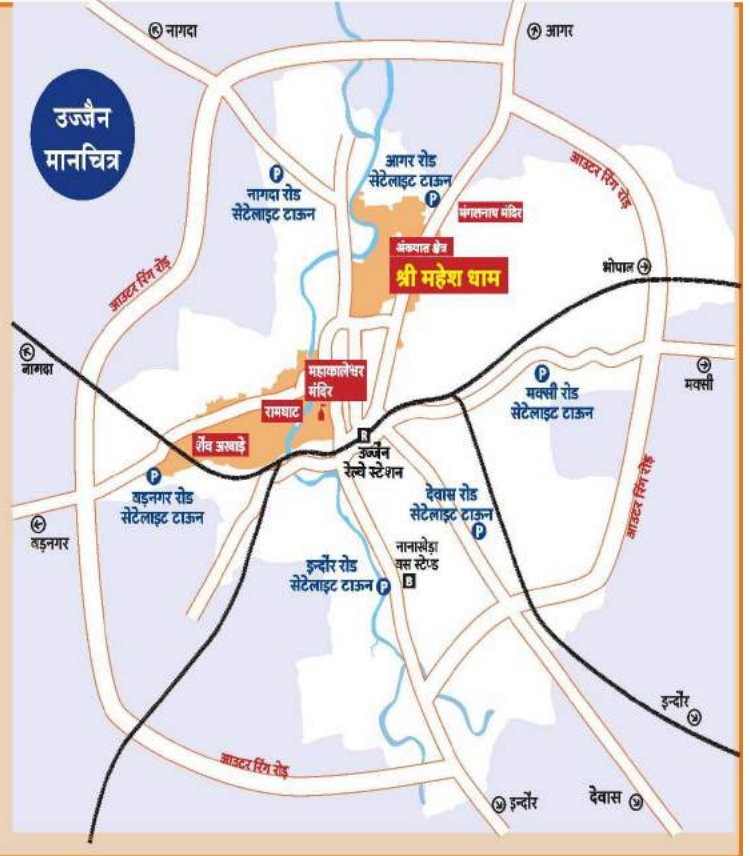 नागदा
आगर
उज्जैन
मानचित्र
आगर रोड
सेटेलाइट टाऊन
P
P
नागदा रोड
सेटेलाइट टाऊन
आउटर रिंग रोड़
मंगलनाथ मंदिर
अंकपात क्षेत्र
श्री महेश धाम
भोपाल
आउटर रिंग रोड़
नागदा
महाकालेश्वर
मंदिर
रामघाट
मक्सी
P
मक्सी रोड
सेटेलाइट टाऊन
शैव अखाड़े
R
उज्जैन
रेल्वे स्टेशन
P
वड़नगर रोड
सेटेलाइट टाऊन
देवास रोड
सेटेलाइट टाऊन
P
वड़नगर
आउटर रिंग रोड़
नानाखेड़ा
बस स्टेण्ड
B
इन्दौर रोड
सेटेलाइट टाऊन P
इन्दौर
आउटर रिंग रोड़
इन्दौर
देवास